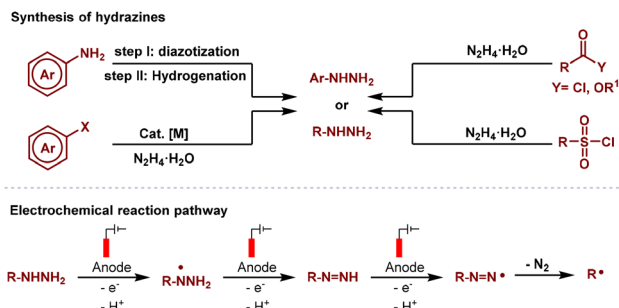 Synthesis of hydrazines
NH₂
Ar
step I: diazotization
step II: Hydrogenation
Ar-NHNH₂
or
R-NHNH₂
N₂H₄·H₂O
O
R
Y
Y= Cl, OR¹
X
Ar
Cat. [M]
N₂H₄·H₂O
N₂H₄·H₂O
O
R-S-Cl
O
Electrochemical reaction pathway
R-NHNH₂
Anode
- e⁻
- H⁺
•
R-NNH₂
Anode
- e⁻
- H⁺
R-N=NH
Anode
- e⁻
- H⁺
R-N=N•
- N₂
R•